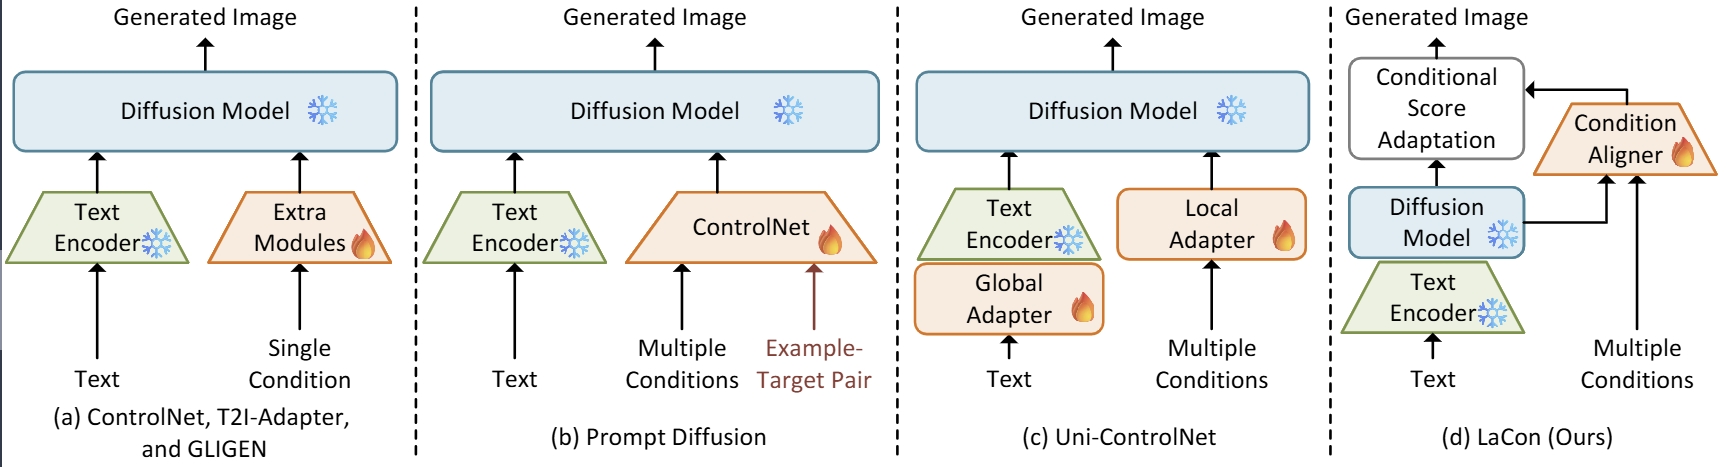 Generated Image
Diffusion Model
Text
Encoder
Extra
Modules
Text
Single
Condition
(a) ControlNet, T2I-Adapter,
and GLIGEN
Generated Image
Diffusion Model
Text
Encoder
ControlNet
Text
Multiple
Conditions
Example-
Target Pair
(b) Prompt Diffusion
Generated Image
Diffusion Model
Text
Encoder
Local
Adapter
Global
Adapter
Text
Multiple
Conditions
(c) Uni-ControlNet
Generated Image
Conditional
Score
Adaptation
Condition
Aligner
Diffusion
Model
Text
Encoder
Text
Multiple
Conditions
(d) LaCon (Ours)